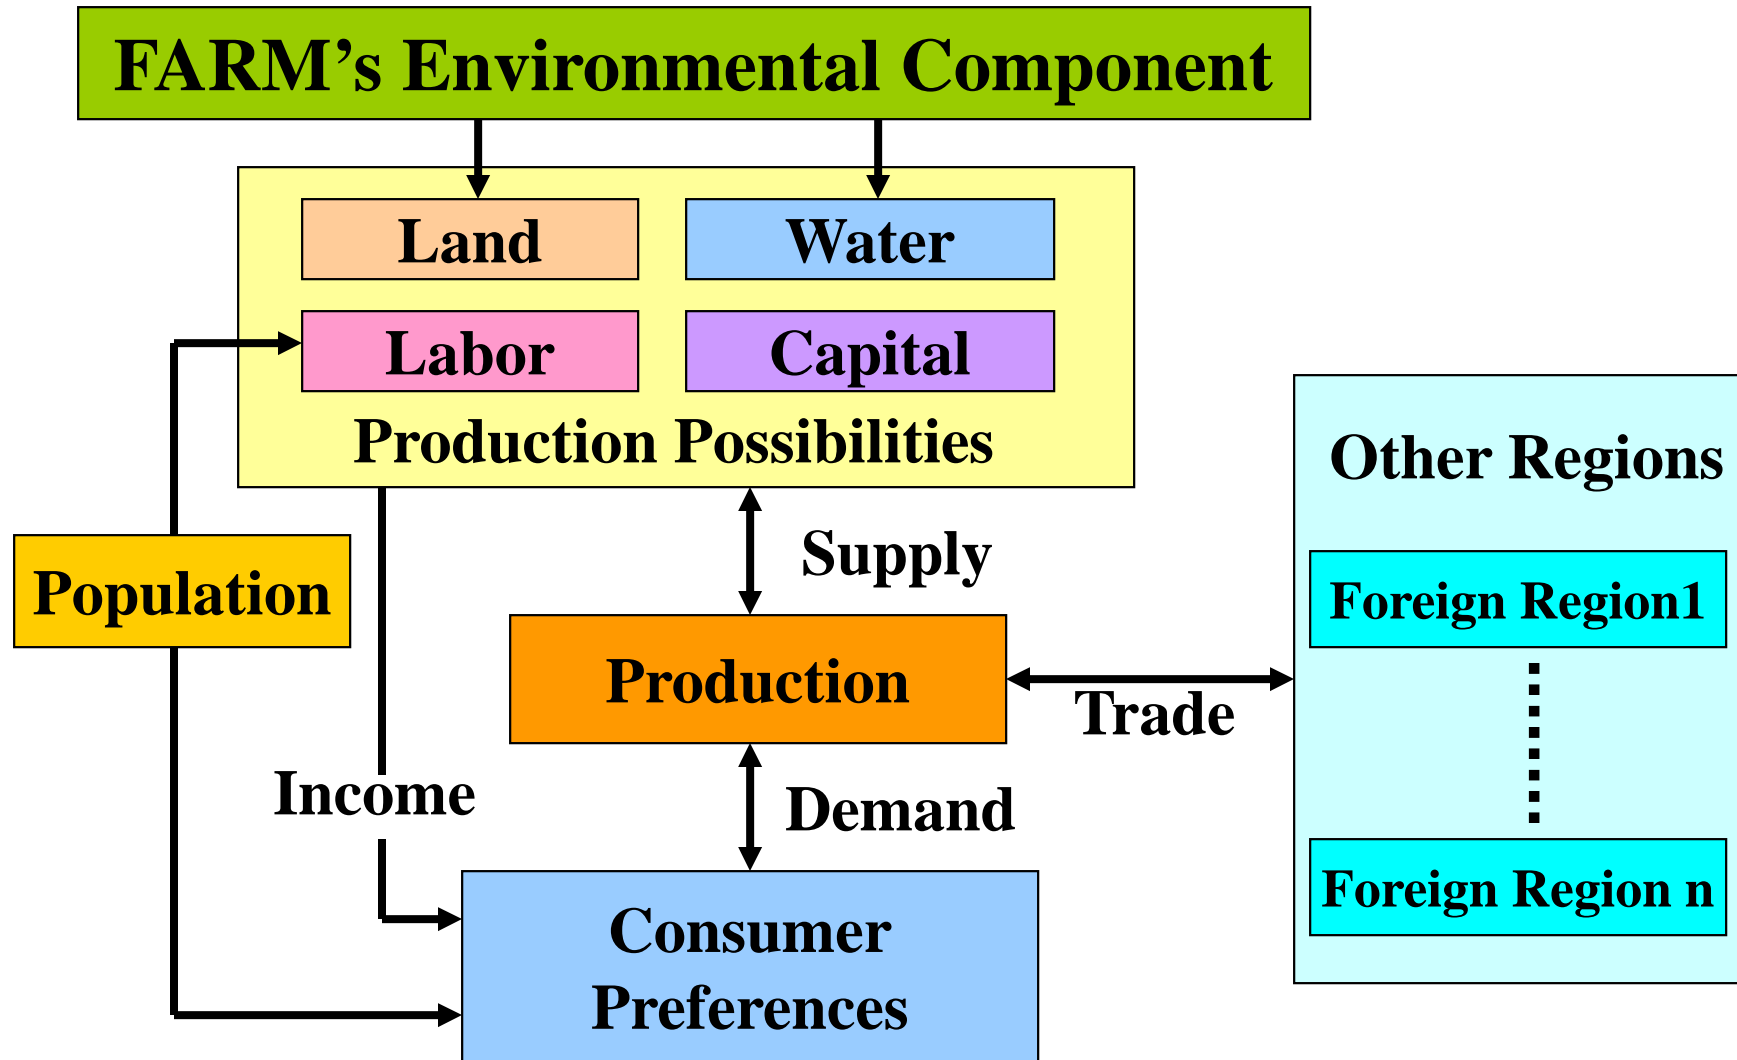 FARM’s Environmental Component
Land
Water
Labor
Capital
Production Possibilities
Other Regions
Supply
Population
Foreign Region1
Production
Trade
Income
Demand
Foreign Region n
Consumer
Preferences